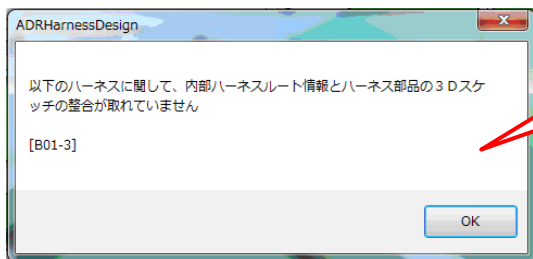 ADRHarnessDesign
以下のハーネスに関して、内部ハーネスルート情報とハーネス部品の３Ｄスケ
ッチの整合が取れていません
[B01-3]
OK